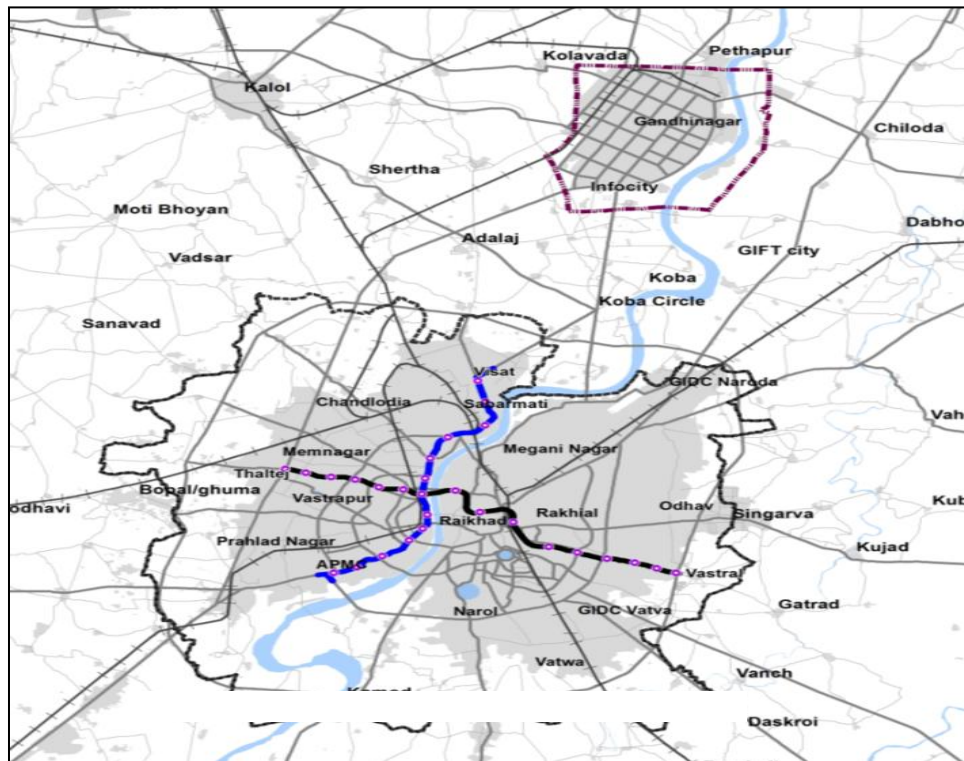 Pethapur
Kolavada
Kalol
Gandhinagar
Chiloda
Shertha
Infocity
Moti Bhoyan
Dabho
Adalaj
GIFT city
Vadsar
Koba
Koba Circle
Sanavad
Visat
GIDC Naroda
Chandlodia
Sabarmati
Vah
Memnagar
Megani Nagar
Thaltej
Bopal/ghuma
Vastrapur
Kub
odhavi
Rakhial
Odhav
Singarva
Raikhad
Prahlad Nagar
Kujad
APMC
Vastral
Narol
GIDC Vatva
Gatrad
Vatwa
Vanch
Daskroi